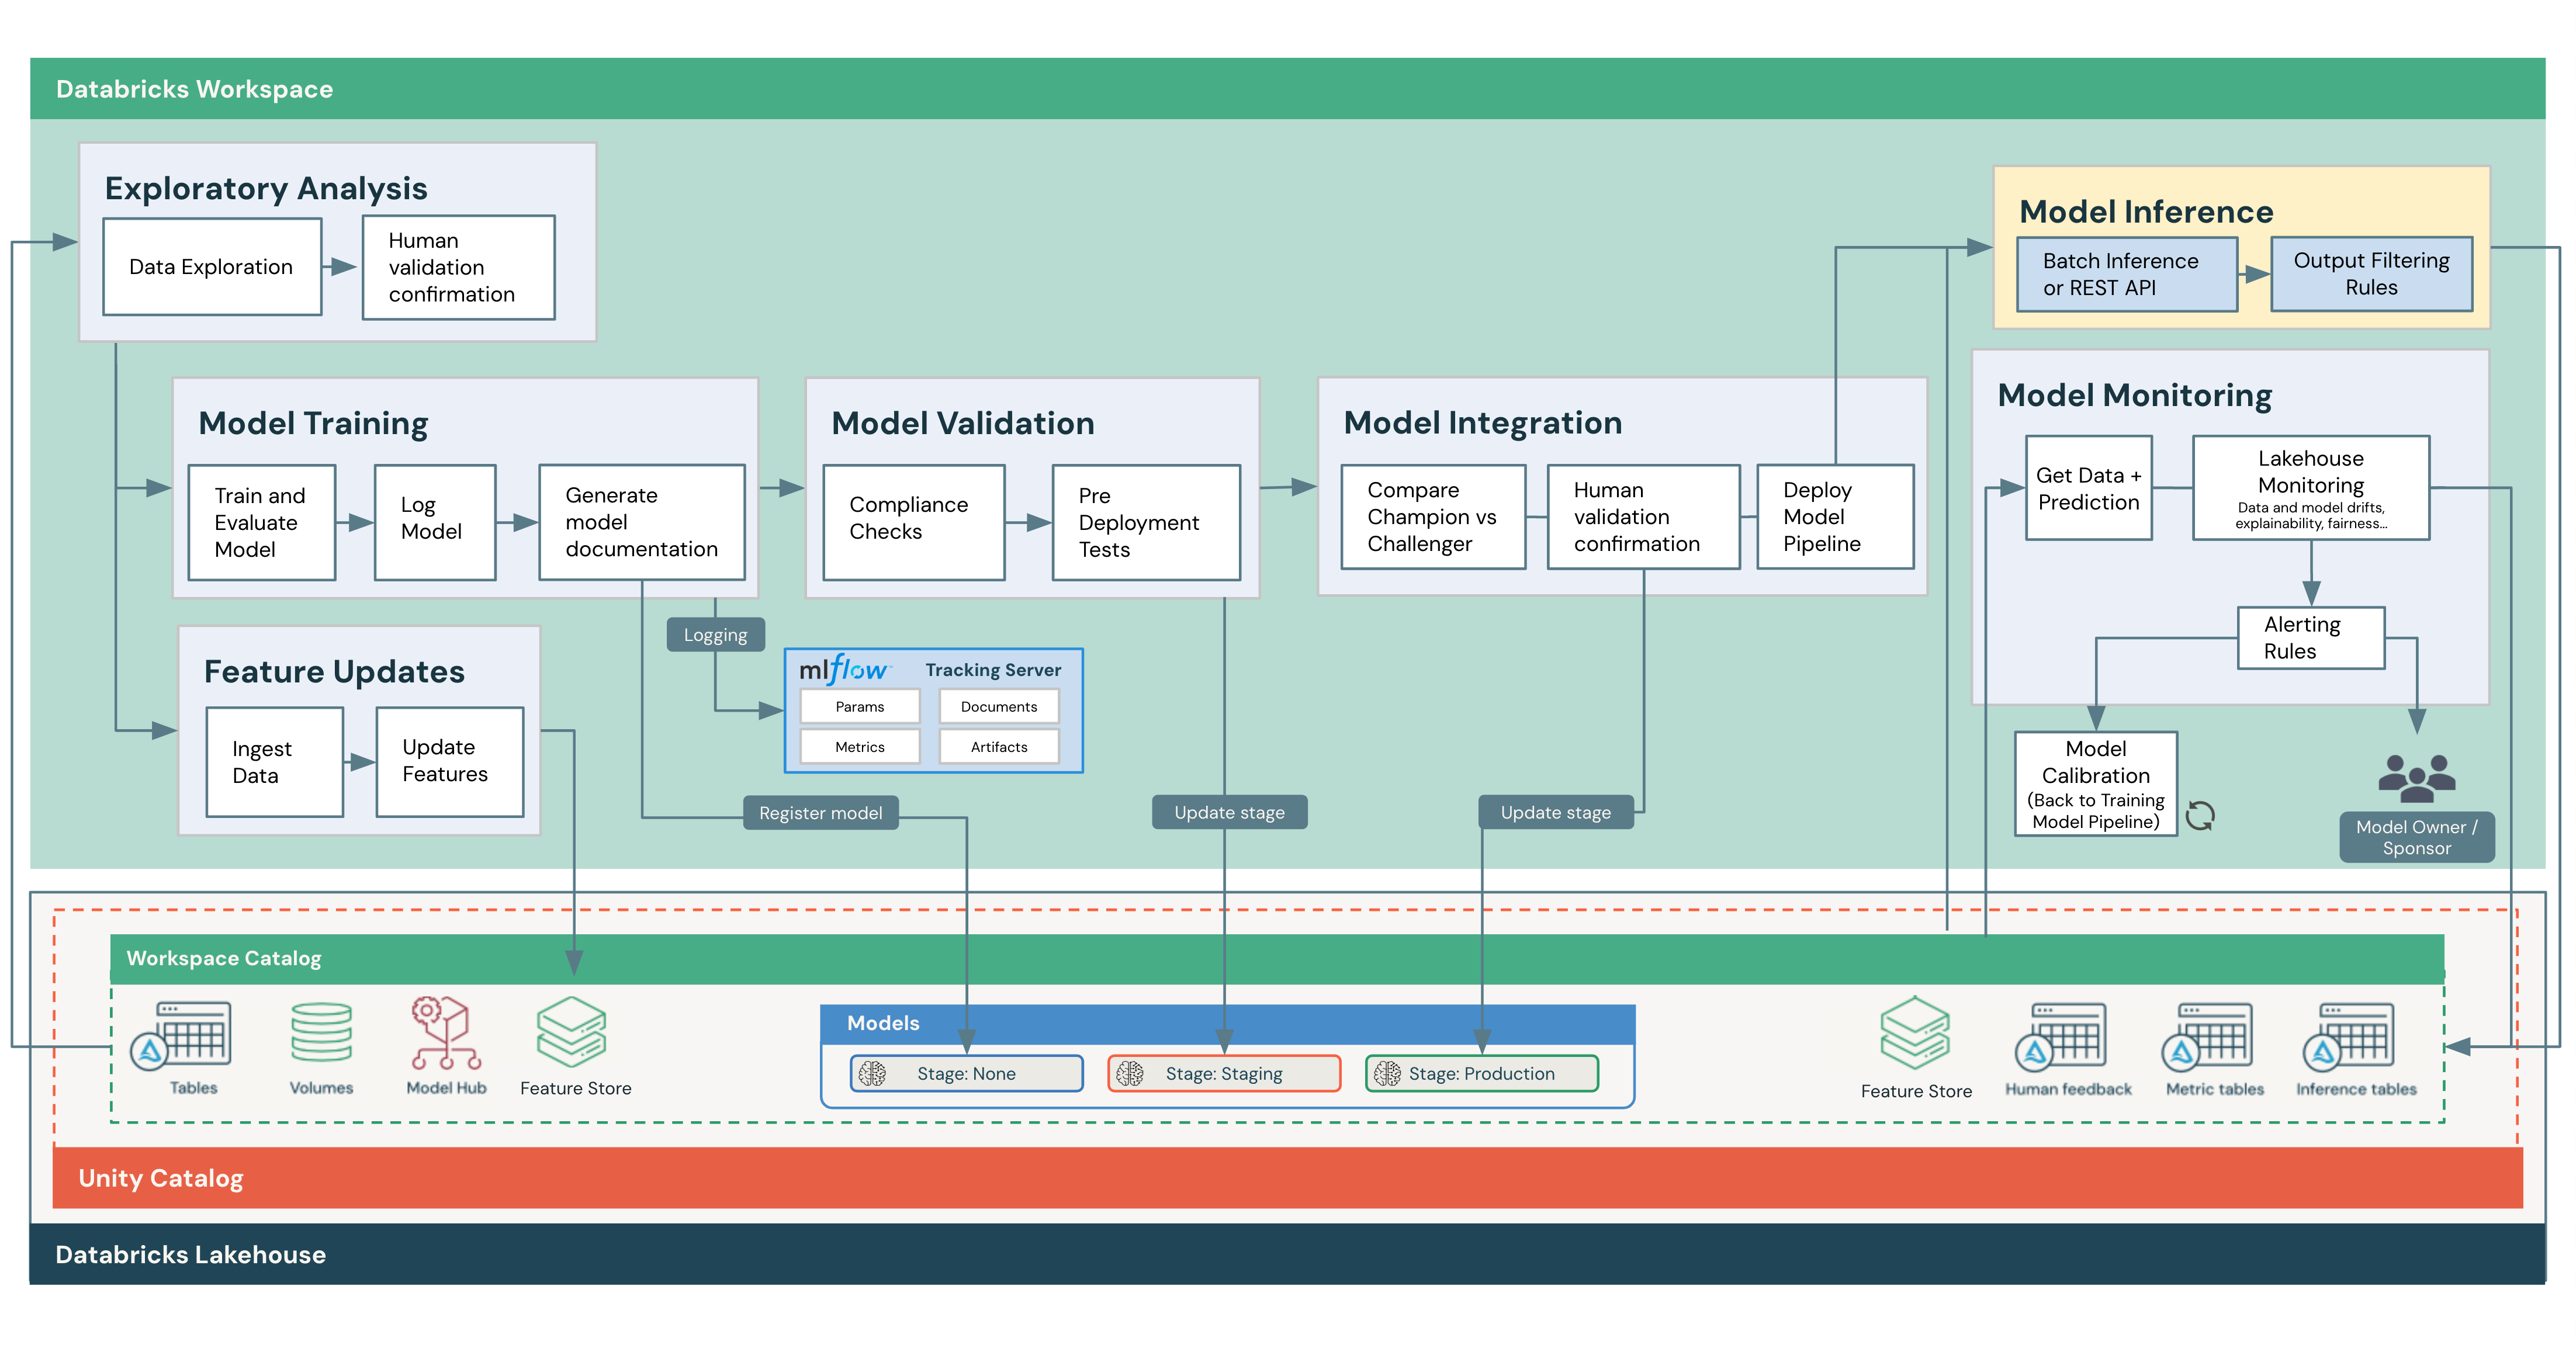 Databricks Workspace
Exploratory Analysis
Data Exploration
Human
validation
confirmation
Model Training
Train and
Evaluate
Model
Log
Model
Generate
model
documentation
Feature Updates
Ingest
Data
Update
Features
Logging
mlflow
Tracking Server
Params
Documents
Metrics
Artifacts
Register model
Model Validation
Compliance
Checks
Pre
Deployment
Tests
Update stage
Model Integration
Compare
Champion vs
Challenger
Human
validation
confirmation
Deploy
Model
Pipeline
Update stage
Model Inference
Batch Inference
or REST API
Output Filtering
Rules
Model Monitoring
Get Data +
Prediction
Lakehouse
Monitoring
Data and model drifts,
explainability, fairness...
Alerting
Rules
Model
Calibration
(Back to Training
Model Pipeline)
Model Owner /
Sponsor
Workspace Catalog
Tables
Volumes
Model Hub
Feature Store
Models
Stage: None
Stage: Staging
Stage: Production
Feature Store
Human feedback
Metric tables
Inference tables
Unity Catalog
Databricks Lakehouse